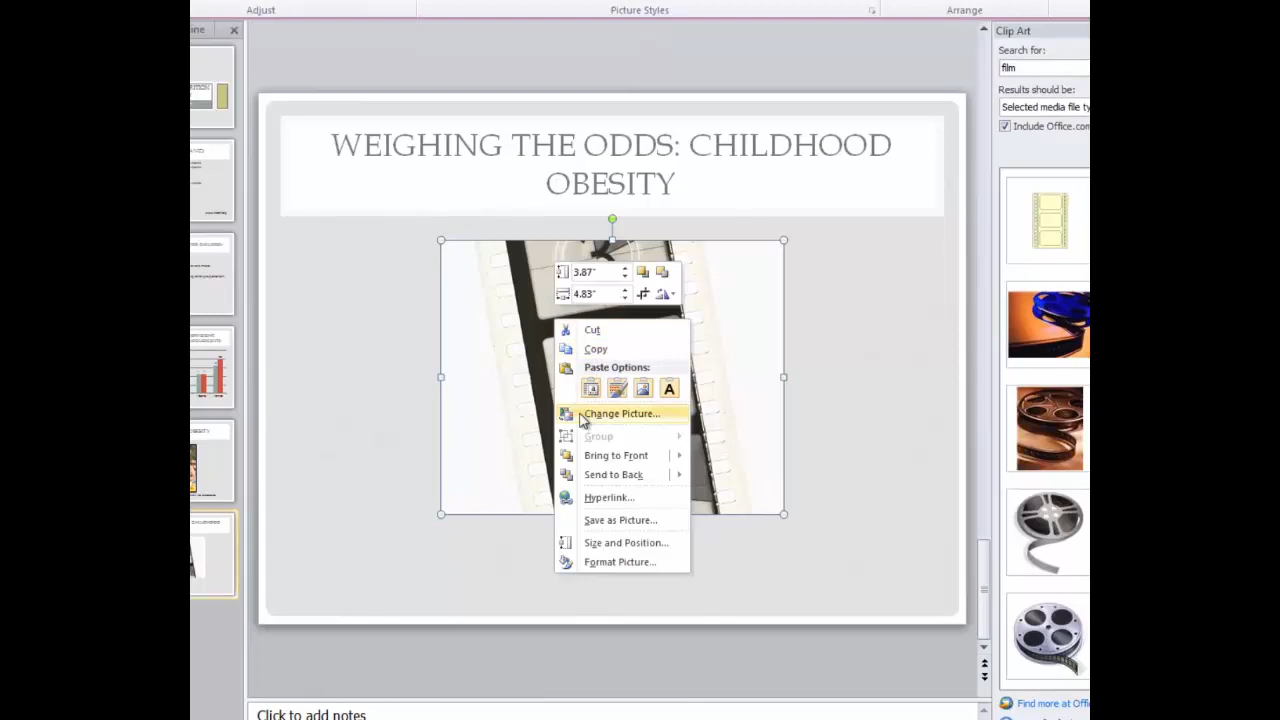 Adjust
Picture Styles
Arrange
ine
Clip Art
Search for:
film
Results should be:
Selected media file ty
Include Office.com
WEIGHING THE ODDS: CHILDHOOD
OBESITY
3.87"
4.83"
Cut
Copy
Paste Options:
A
Change Picture...
Group
Bring to Front
Send to Back
Hyperlink...
Save as Picture...
Size and Position...
Format Picture...
Find more at Offi
Click to add notes